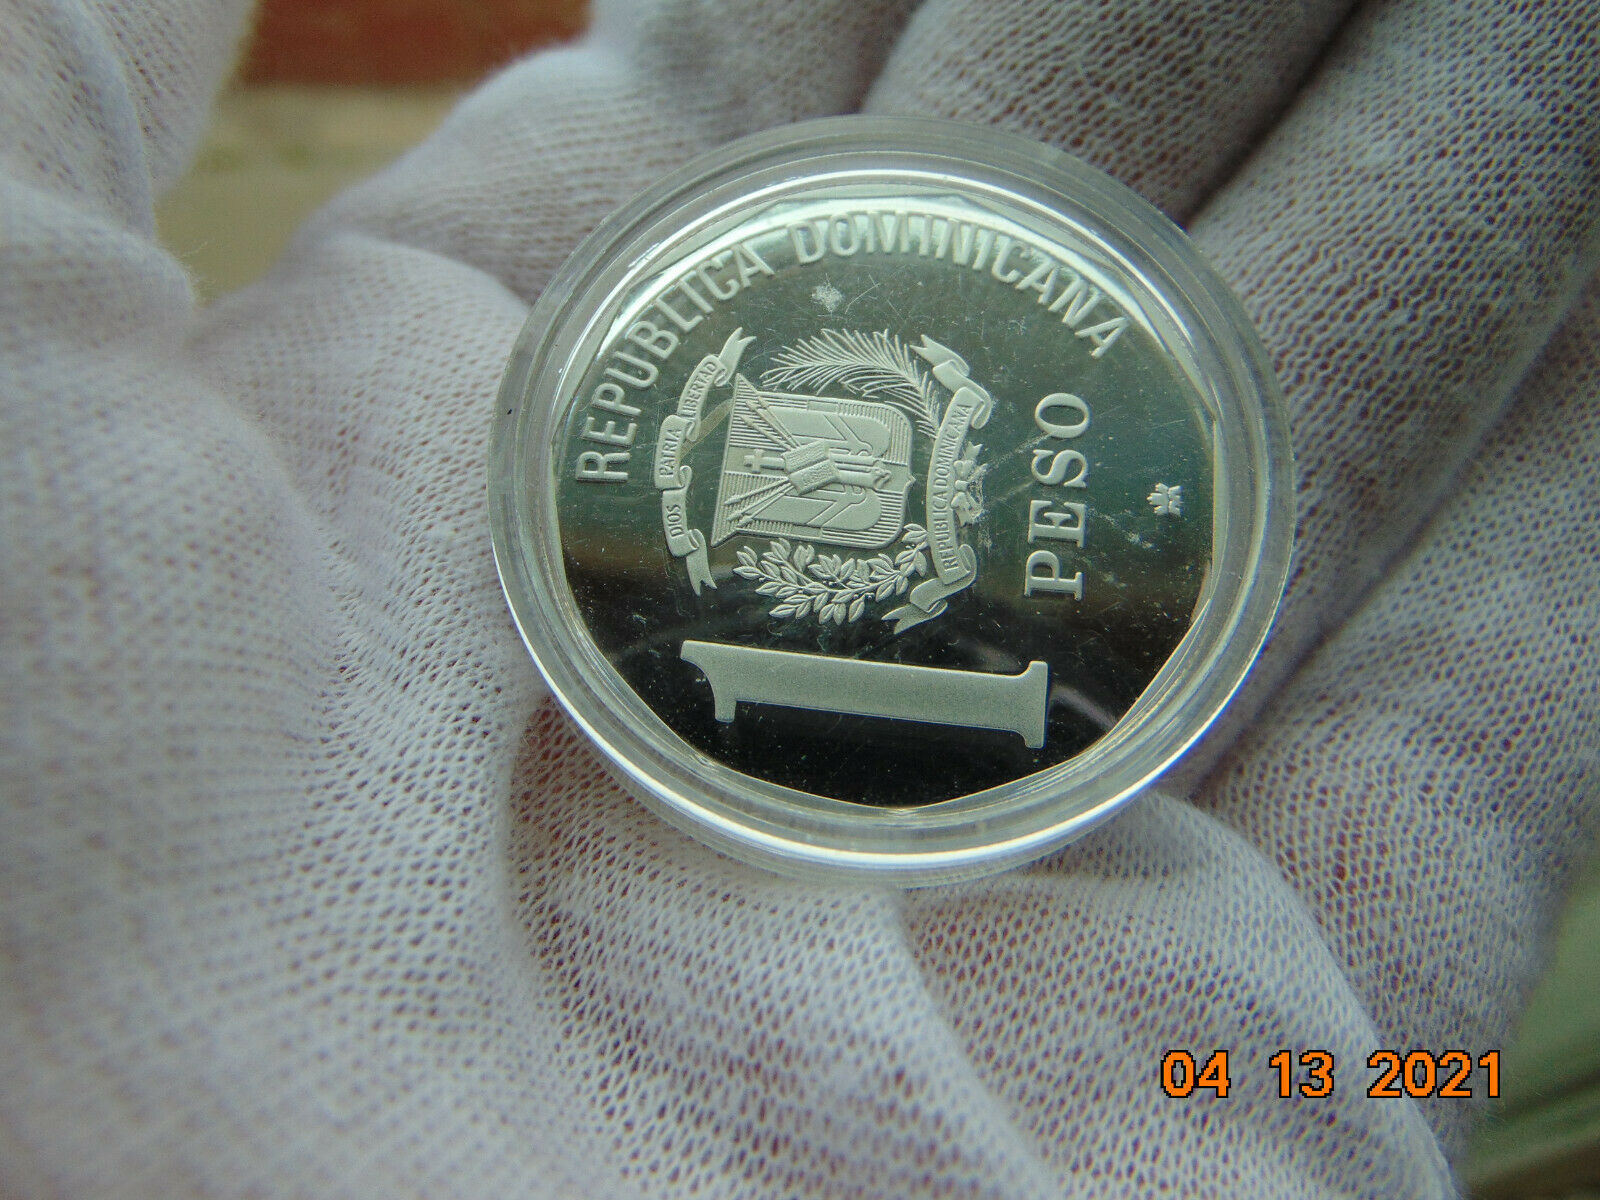 REPUBLICA DOMINICANA
DIOS PATRIA LIBERTAD
REPUBLICA DOMINICANA
1
PESO
04 13 2021